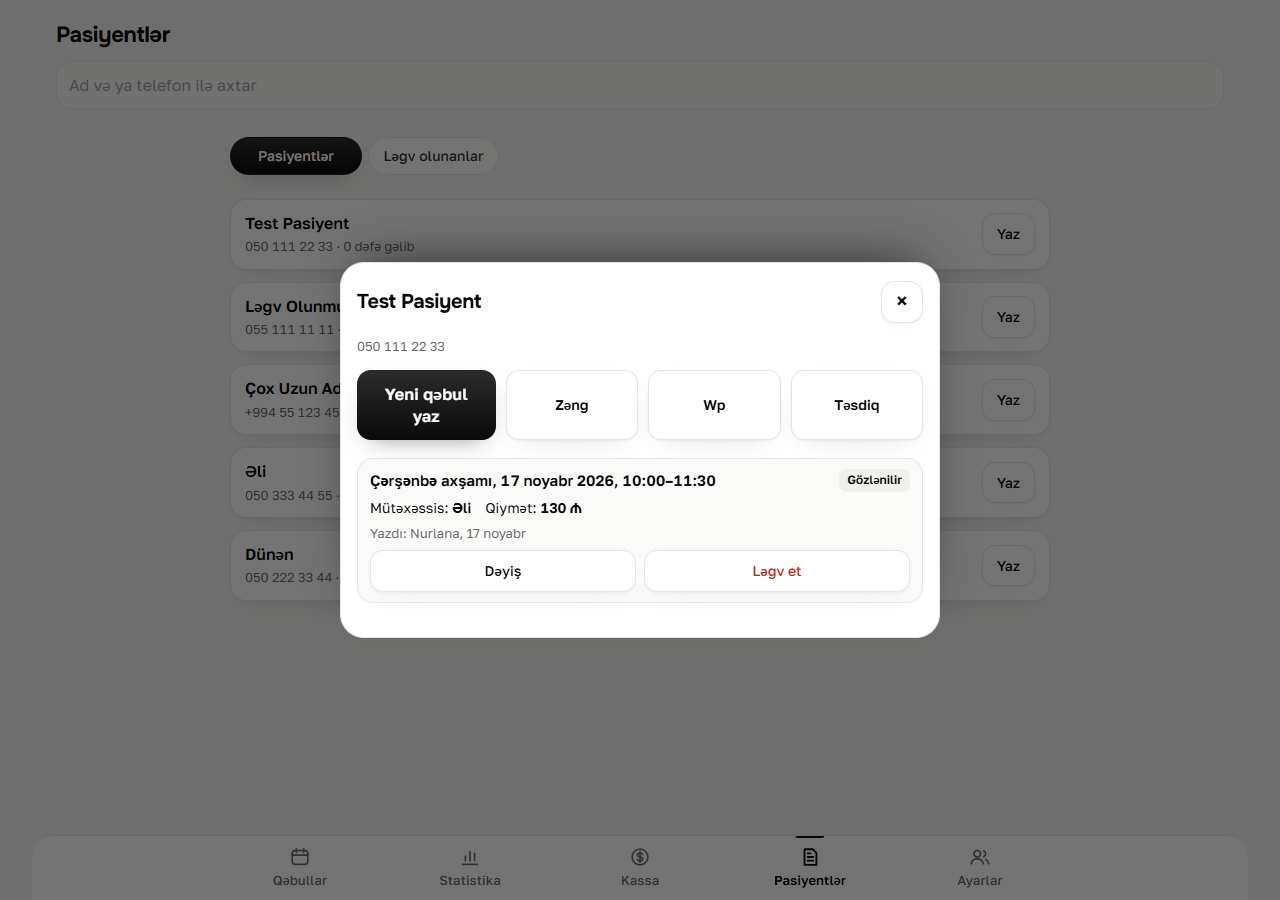 Pasiyentlər
Ad və ya telefon ilə axtar
Pasiyentlər
Ləğv olunanlar
Test Pasiyent
050 111 22 33 · 0 dəfə gəlib
Yaz
Ləğv Olunmu
055 111 11 11 ·
Yaz
Çox Uzun Ad
+994 55 123 45
Yaz
Əli
050 333 44 55 ·
Yaz
Dünən
050 222 33 44 ·
Yaz
Test Pasiyent
×
050 111 22 33
Yeni qəbul
yaz
Zəng
Wp
Təsdiq
Çərşənbə axşamı, 17 noyabr 2026, 10:00–11:30
Gözlənilir
Mütəxəssis: Əli Qiymət: 130 ₼
Yazdı: Nurlana, 17 noyabr
Dəyiş
Ləğv et
Qəbullar
Statistika
Kassa
Pasiyentlər
Ayarlar